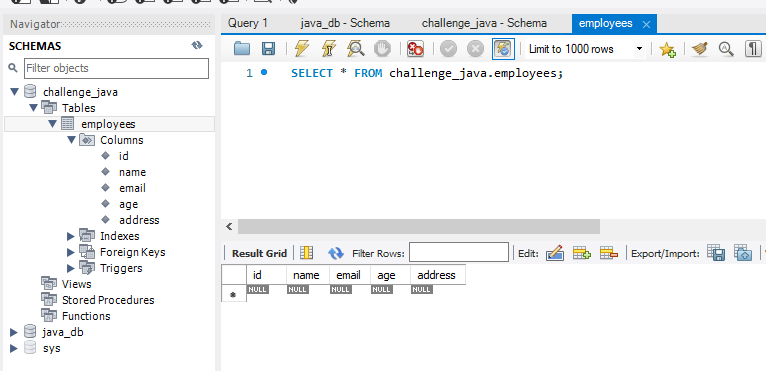 Navigator
SCHEMAS
Filter objects
challenge_java
Tables
employees
Columns
id
name
email
age
address
Indexes
Foreign Keys
Triggers
Views
Stored Procedures
Functions
java_db
sys
Query 1 java_db - Schema challenge_java - Schema employees
Limit to 1000 rows
1 SELECT * FROM challenge_java.employees;
Result Grid Filter Rows: Edit: Export/Import:
id name email age address
NULL NULL NULL NULL NULL